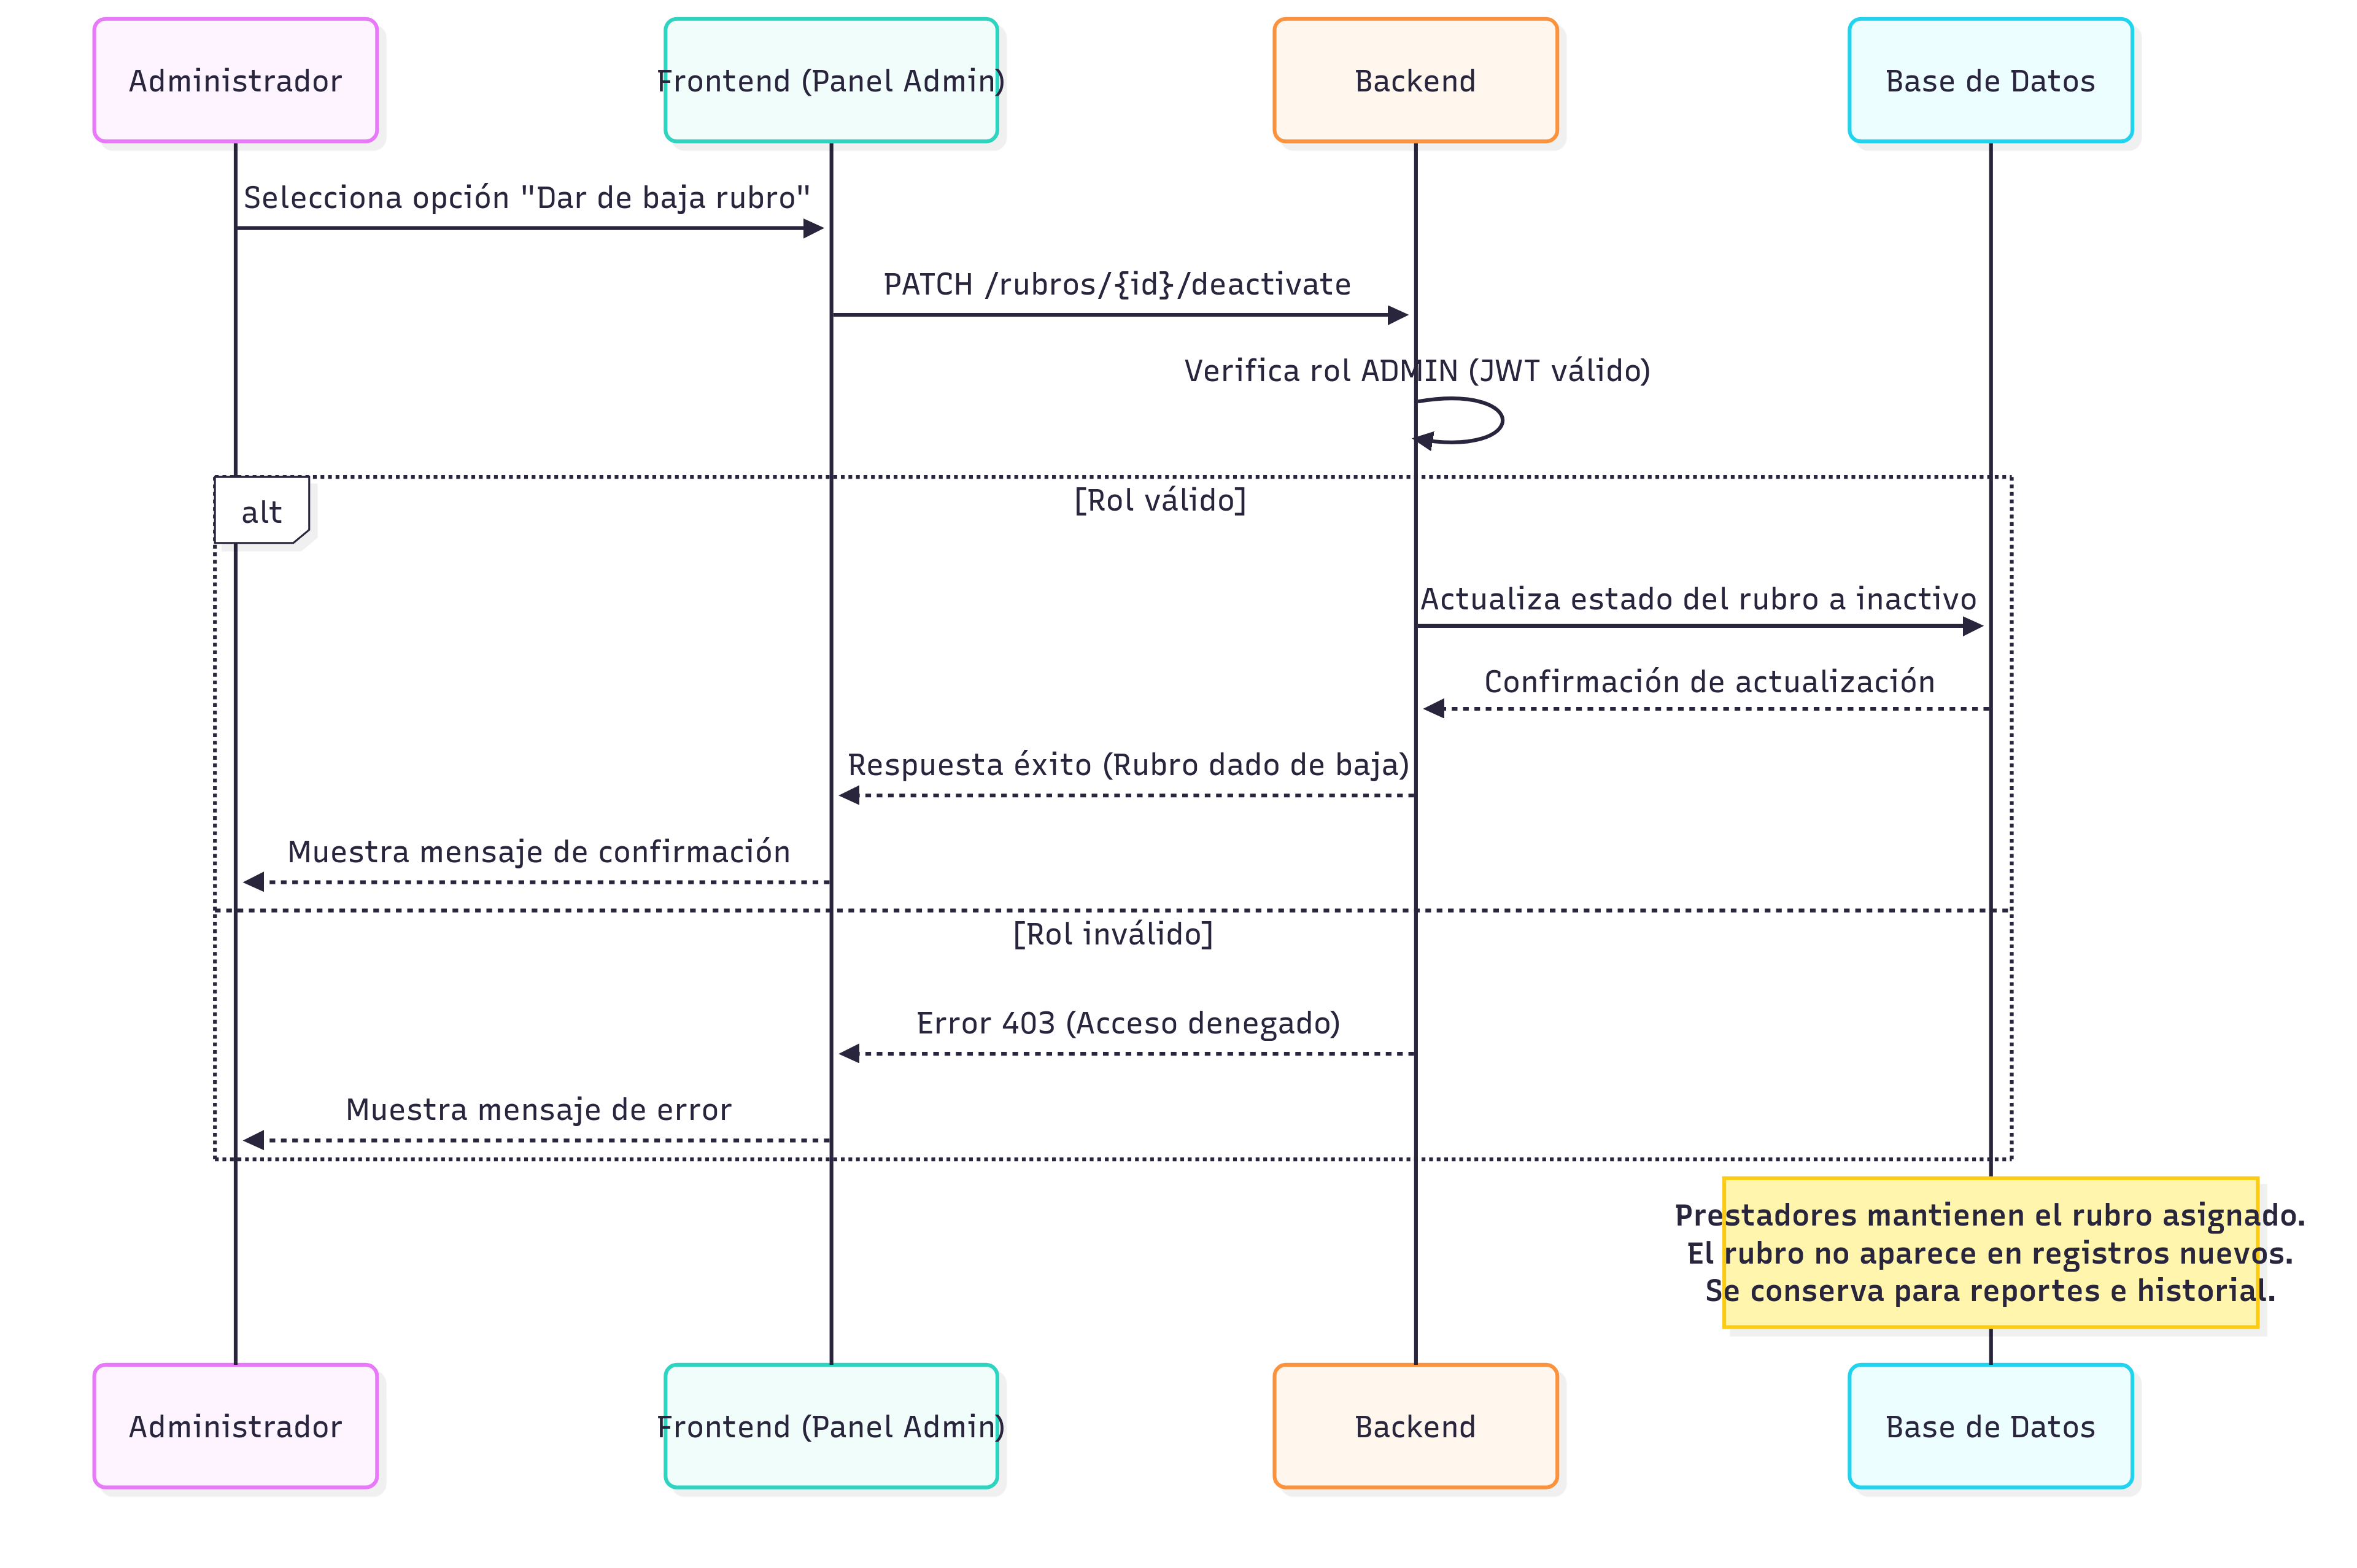 Administrador
Frontend (Panel Admin)
Backend
Base de Datos
Selecciona opción "Dar de baja rubro"
PATCH /rubros/{id}/deactivate
Verifica rol ADMIN (JWT válido)
alt
[Rol válido]
Actualiza estado del rubro a inactivo
Confirmación de actualización
Respuesta éxito (Rubro dado de baja)
Muestra mensaje de confirmación
[Rol inválido]
Error 403 (Acceso denegado)
Muestra mensaje de error
Prestadores mantienen el rubro asignado.
El rubro no aparece en registros nuevos.
Se conserva para reportes e historial.
Administrador
Frontend (Panel Admin)
Backend
Base de Datos